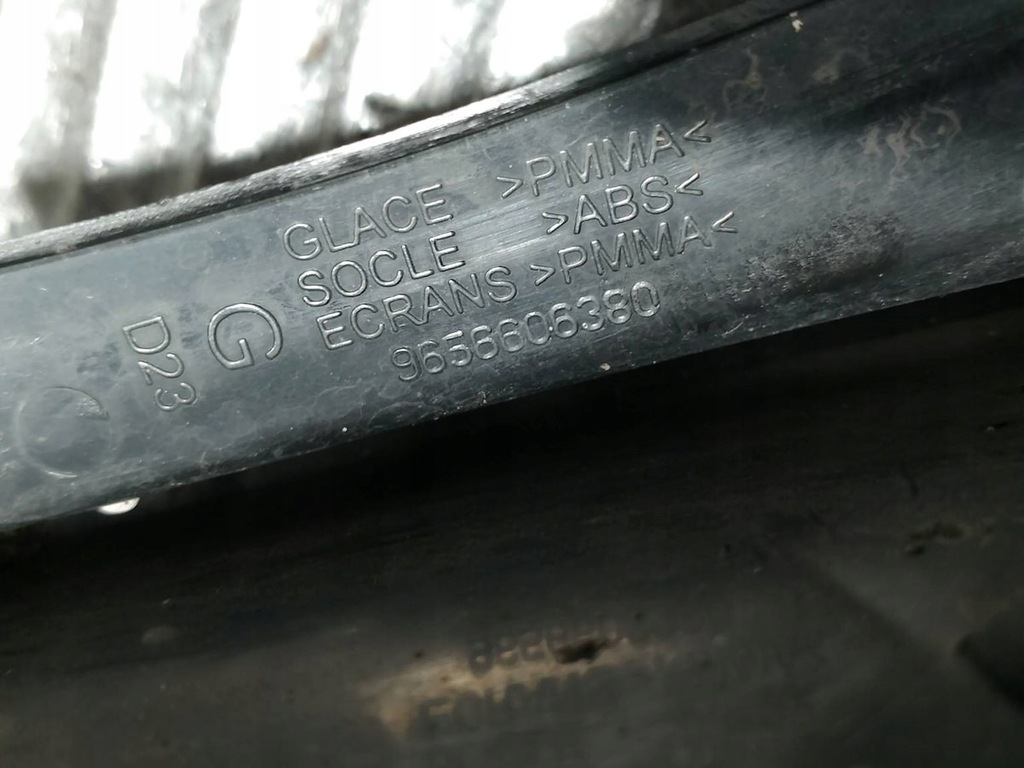 GLACE >PMMA<
SOCLE >ABS<
ECRANS >PMMA<
9656606380
G
D23